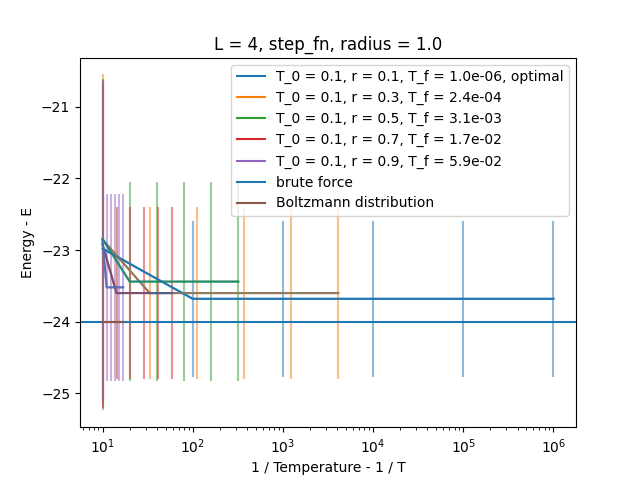 L = 4, step_fn, radius = 1.0
T_0 = 0.1, r = 0.1, T_f = 1.0e-06, optimal
T_0 = 0.1, r = 0.3, T_f = 2.4e-04
T_0 = 0.1, r = 0.5, T_f = 3.1e-03
T_0 = 0.1, r = 0.7, T_f = 1.7e-02
T_0 = 0.1, r = 0.9, T_f = 5.9e-02
brute force
Boltzmann distribution
Energy - E
−21
−22
−23
−24
−25
10¹ 10² 10³ 10⁴ 10⁵ 10⁶
1 / Temperature - 1 / T